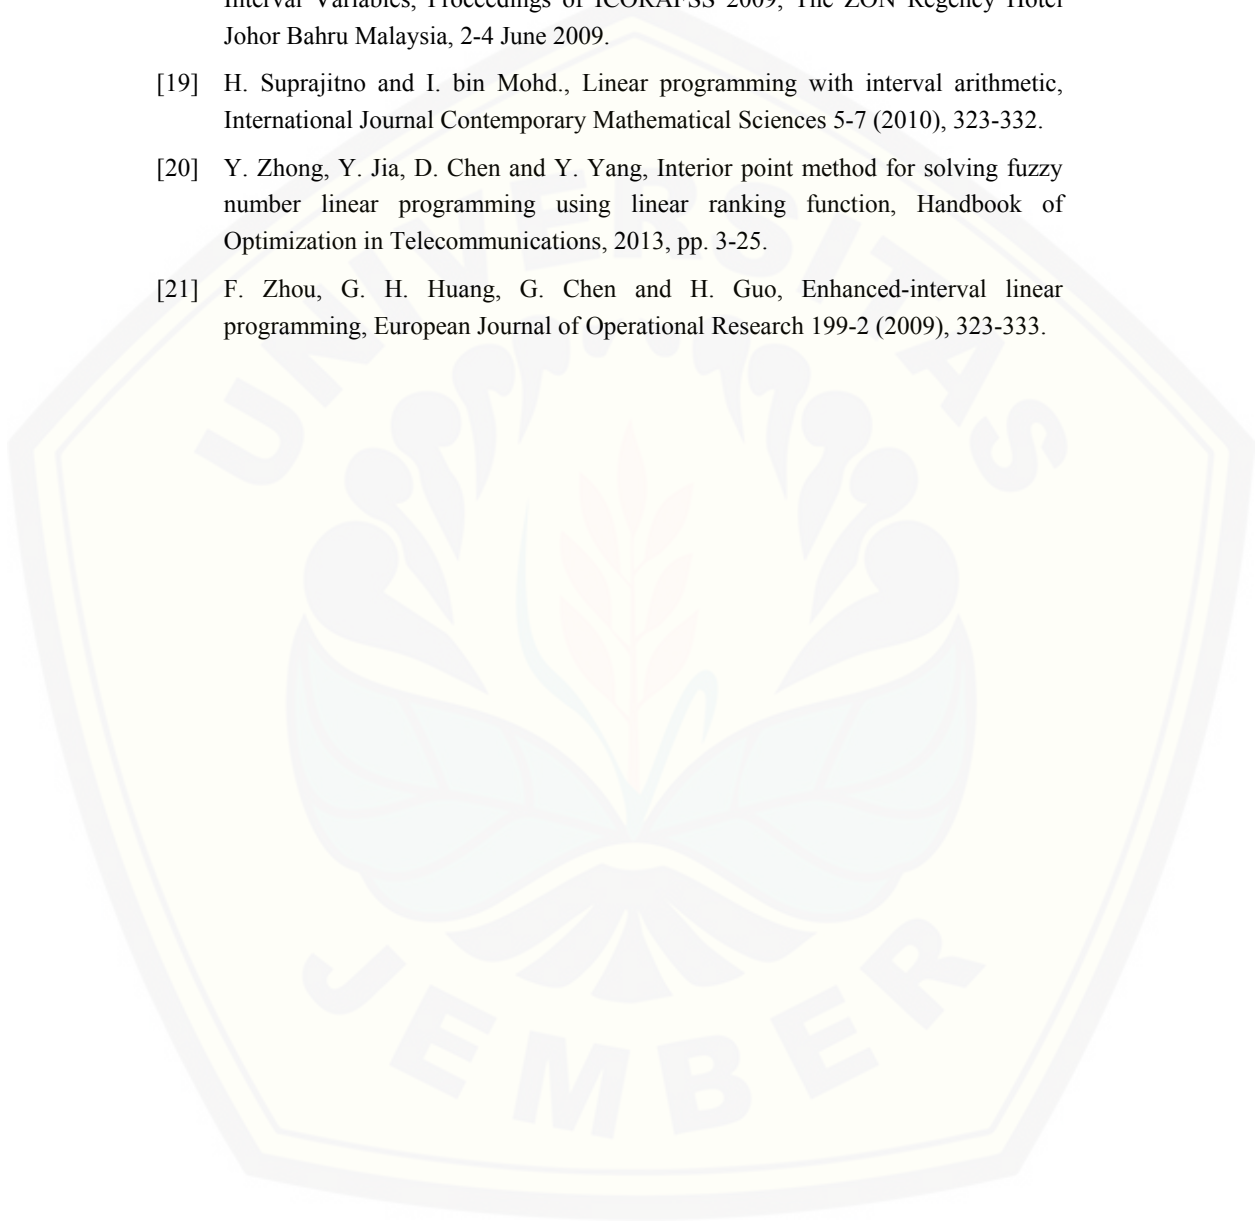 Interval Variables, Proceedings of ICORAFSS 2009, The ZON Regency Hotel
Johor Bahru Malaysia, 2-4 June 2009.
[19] H. Suprajitno and I. bin Mohd., Linear programming with interval arithmetic,
International Journal Contemporary Mathematical Sciences 5-7 (2010), 323-332.
[20] Y. Zhong, Y. Jia, D. Chen and Y. Yang, Interior point method for solving fuzzy
number linear programming using linear ranking function, Handbook of
Optimization in Telecommunications, 2013, pp. 3-25.
[21] F. Zhou, G. H. Huang, G. Chen and H. Guo, Enhanced-interval linear
programming, European Journal of Operational Research 199-2 (2009), 323-333.
UNIVERSITAS
JEMBER